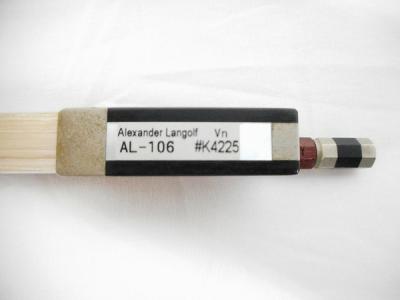 Alexander Langolf Vn
AL-106 #K4225